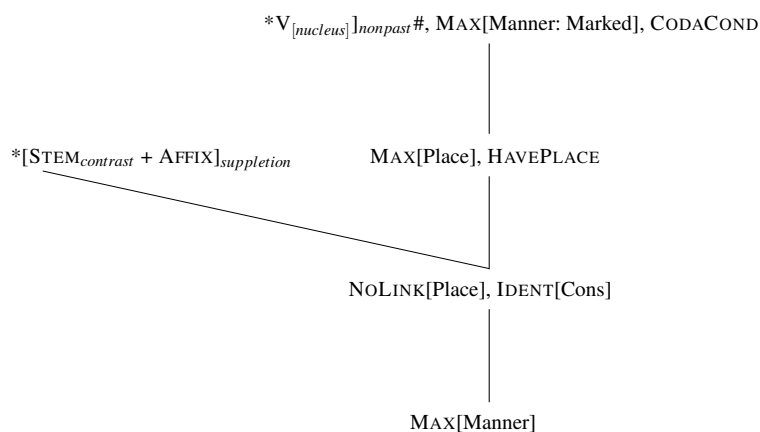 *V[nucleus]]nonpast#, MAX[Manner: Marked], CODACOND
*[STEMcontrast + AFFIX]suppletion
MAX[Place], HAVEPLACE
NOLINK[Place], IDENT[Cons]
MAX[Manner]